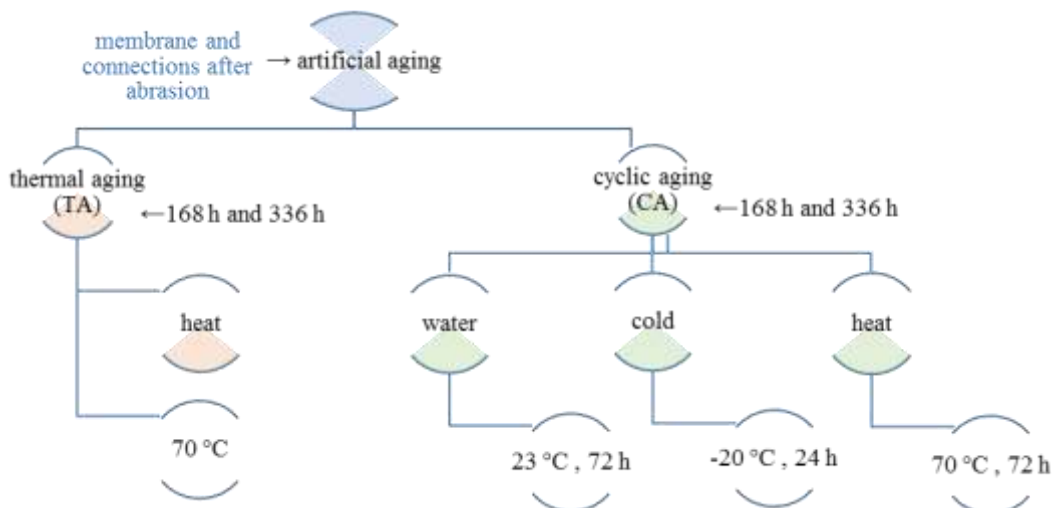 membrane and
connections after
abrasion
→ artificial aging
thermal aging
(TA)
←168 h and 336 h
cyclic aging
(CA)
←168 h and 336 h
heat
water
cold
heat
70 °C
23 °C , 72 h
-20 °C , 24 h
70 °C , 72 h